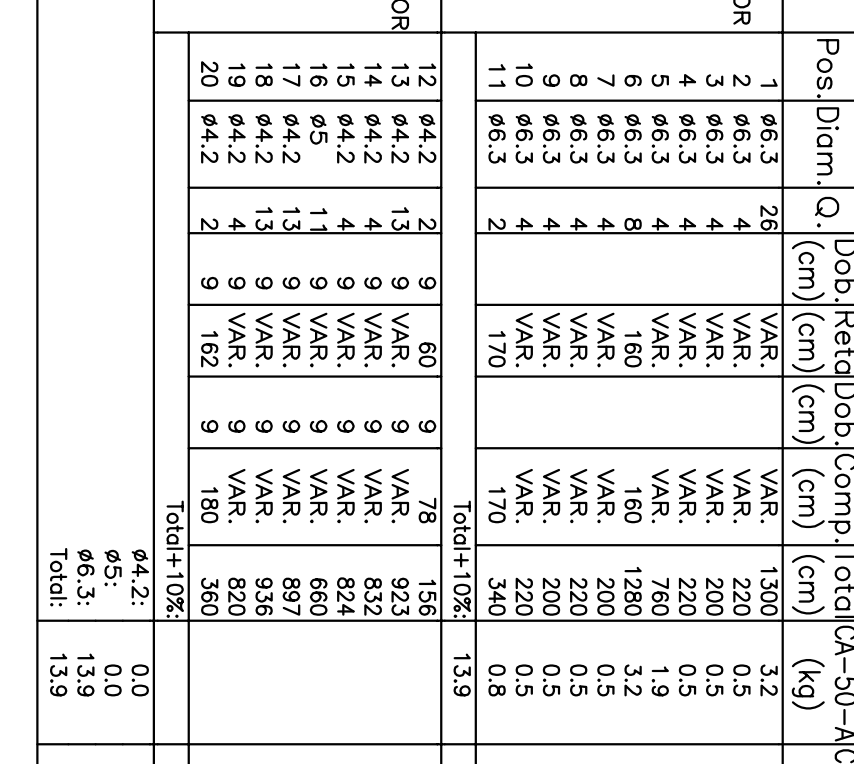 Pos. Diam. Q. Dob. Reta Dob. Comp. Total CA-50-A
(cm) (cm) (cm) (cm) (cm) (kg)
OR
1 ø6.3 26 VAR. VAR. 1300 3.2
2 ø6.3 4 VAR. VAR. 220 0.5
3 ø6.3 4 VAR. VAR. 200 0.5
4 ø6.3 4 VAR. VAR. 220 0.5
5 ø6.3 4 VAR. VAR. 760 1.9
6 ø6.3 8 160 160 1280 3.2
7 ø6.3 4 VAR. VAR. 200 0.5
8 ø6.3 4 VAR. VAR. 220 0.5
9 ø6.3 4 VAR. VAR. 200 0.5
10 ø6.3 4 VAR. VAR. 220 0.5
11 ø6.3 2 170 170 340 0.8
Total+10%: 13.9
OR
12 ø4.2 2 9 60 9 78 156
13 ø4.2 13 9 VAR. 9 VAR. 923
14 ø4.2 4 9 VAR. 9 VAR. 832
15 ø4.2 4 9 VAR. 9 VAR. 824
16 ø5 11 9 VAR. 9 VAR. 660
17 ø4.2 13 9 VAR. 9 VAR. 897
18 ø4.2 13 9 VAR. 9 VAR. 936
19 ø4.2 4 9 VAR. 9 VAR. 820
20 ø4.2 2 9 162 9 180 360
Total+10%:
ø4.2: 0.0
ø5: 0.0
ø6.3: 13.9
Total: 13.9